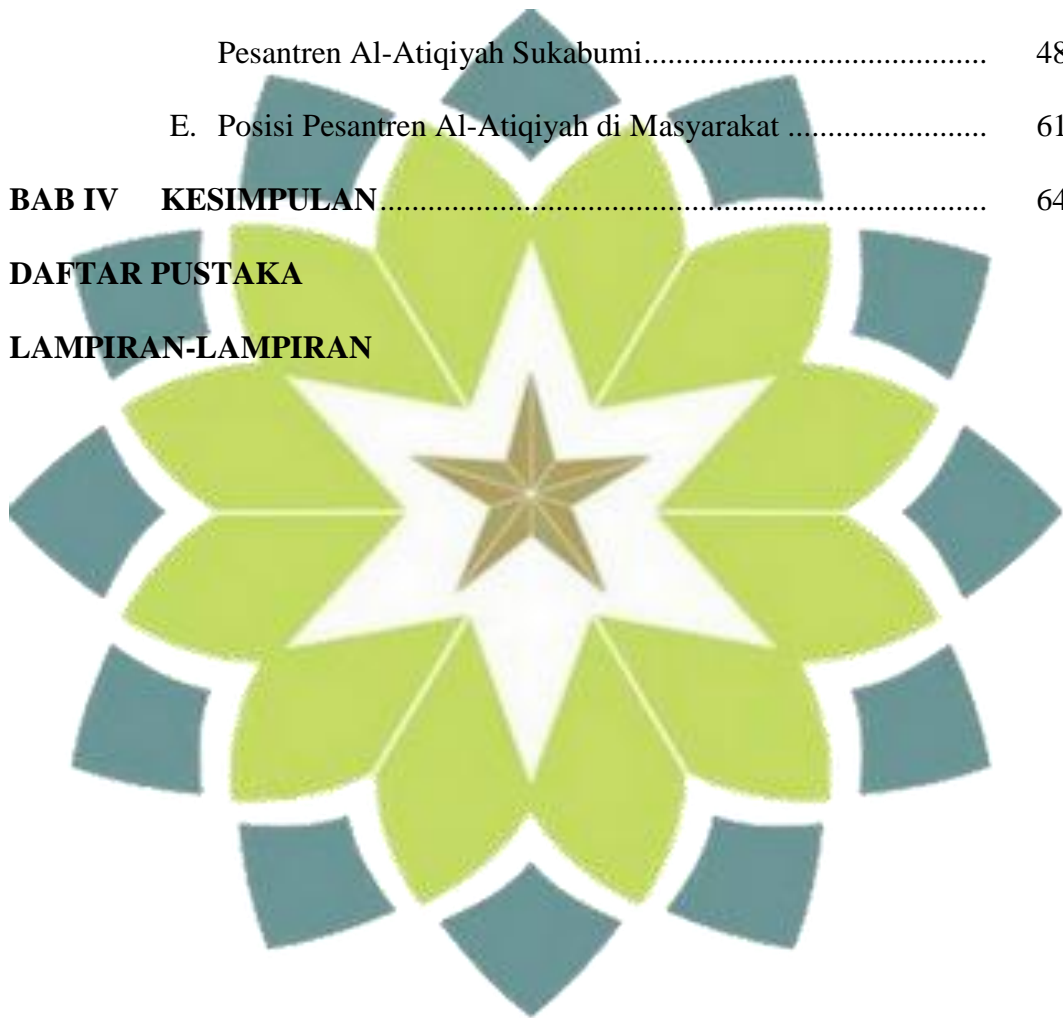 Pesantren Al-Atiqiyah Sukabumi........................................... 48
E. Posisi Pesantren Al-Atiqiyah di Masyarakat ......................... 61
BAB IV KESIMPULAN............................................................................ 64
DAFTAR PUSTAKA
LAMPIRAN-LAMPIRAN